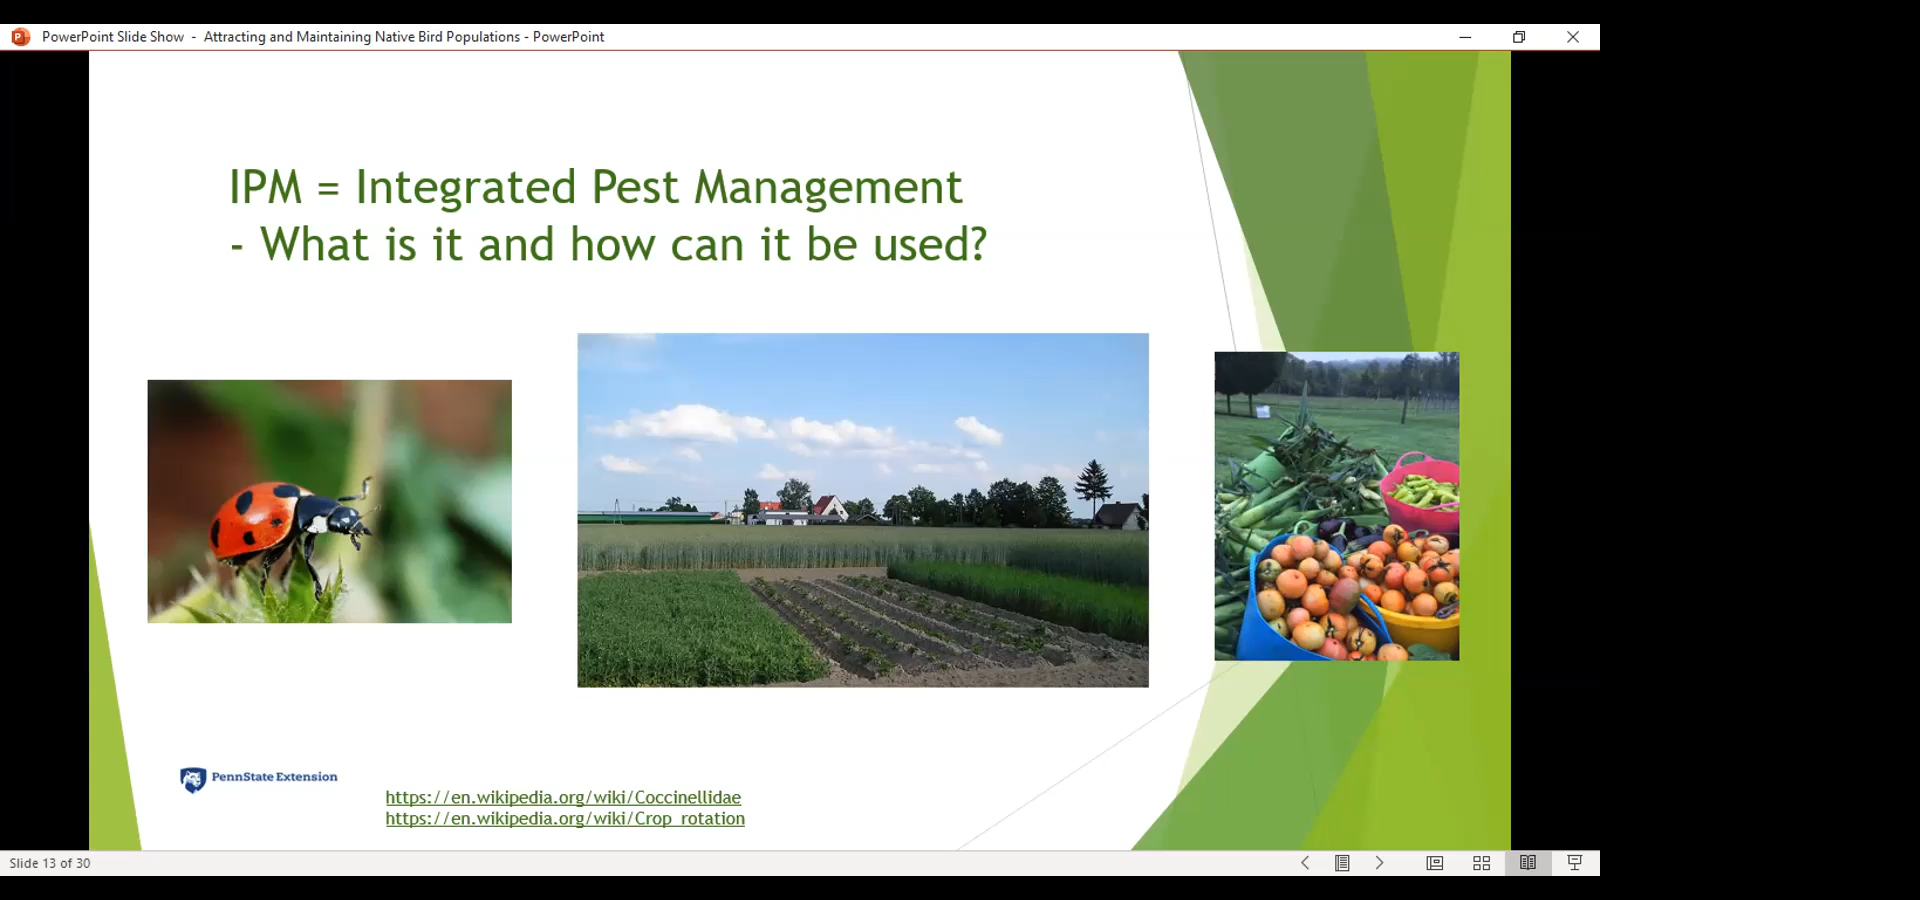 PowerPoint Slide Show - Attracting and Maintaining Native Bird Populations - PowerPoint
IPM = Integrated Pest Management
- What is it and how can it be used?
PennState Extension
https://en.wikipedia.org/wiki/Coccinellidae
https://en.wikipedia.org/wiki/Crop_rotation
Slide 13 of 30